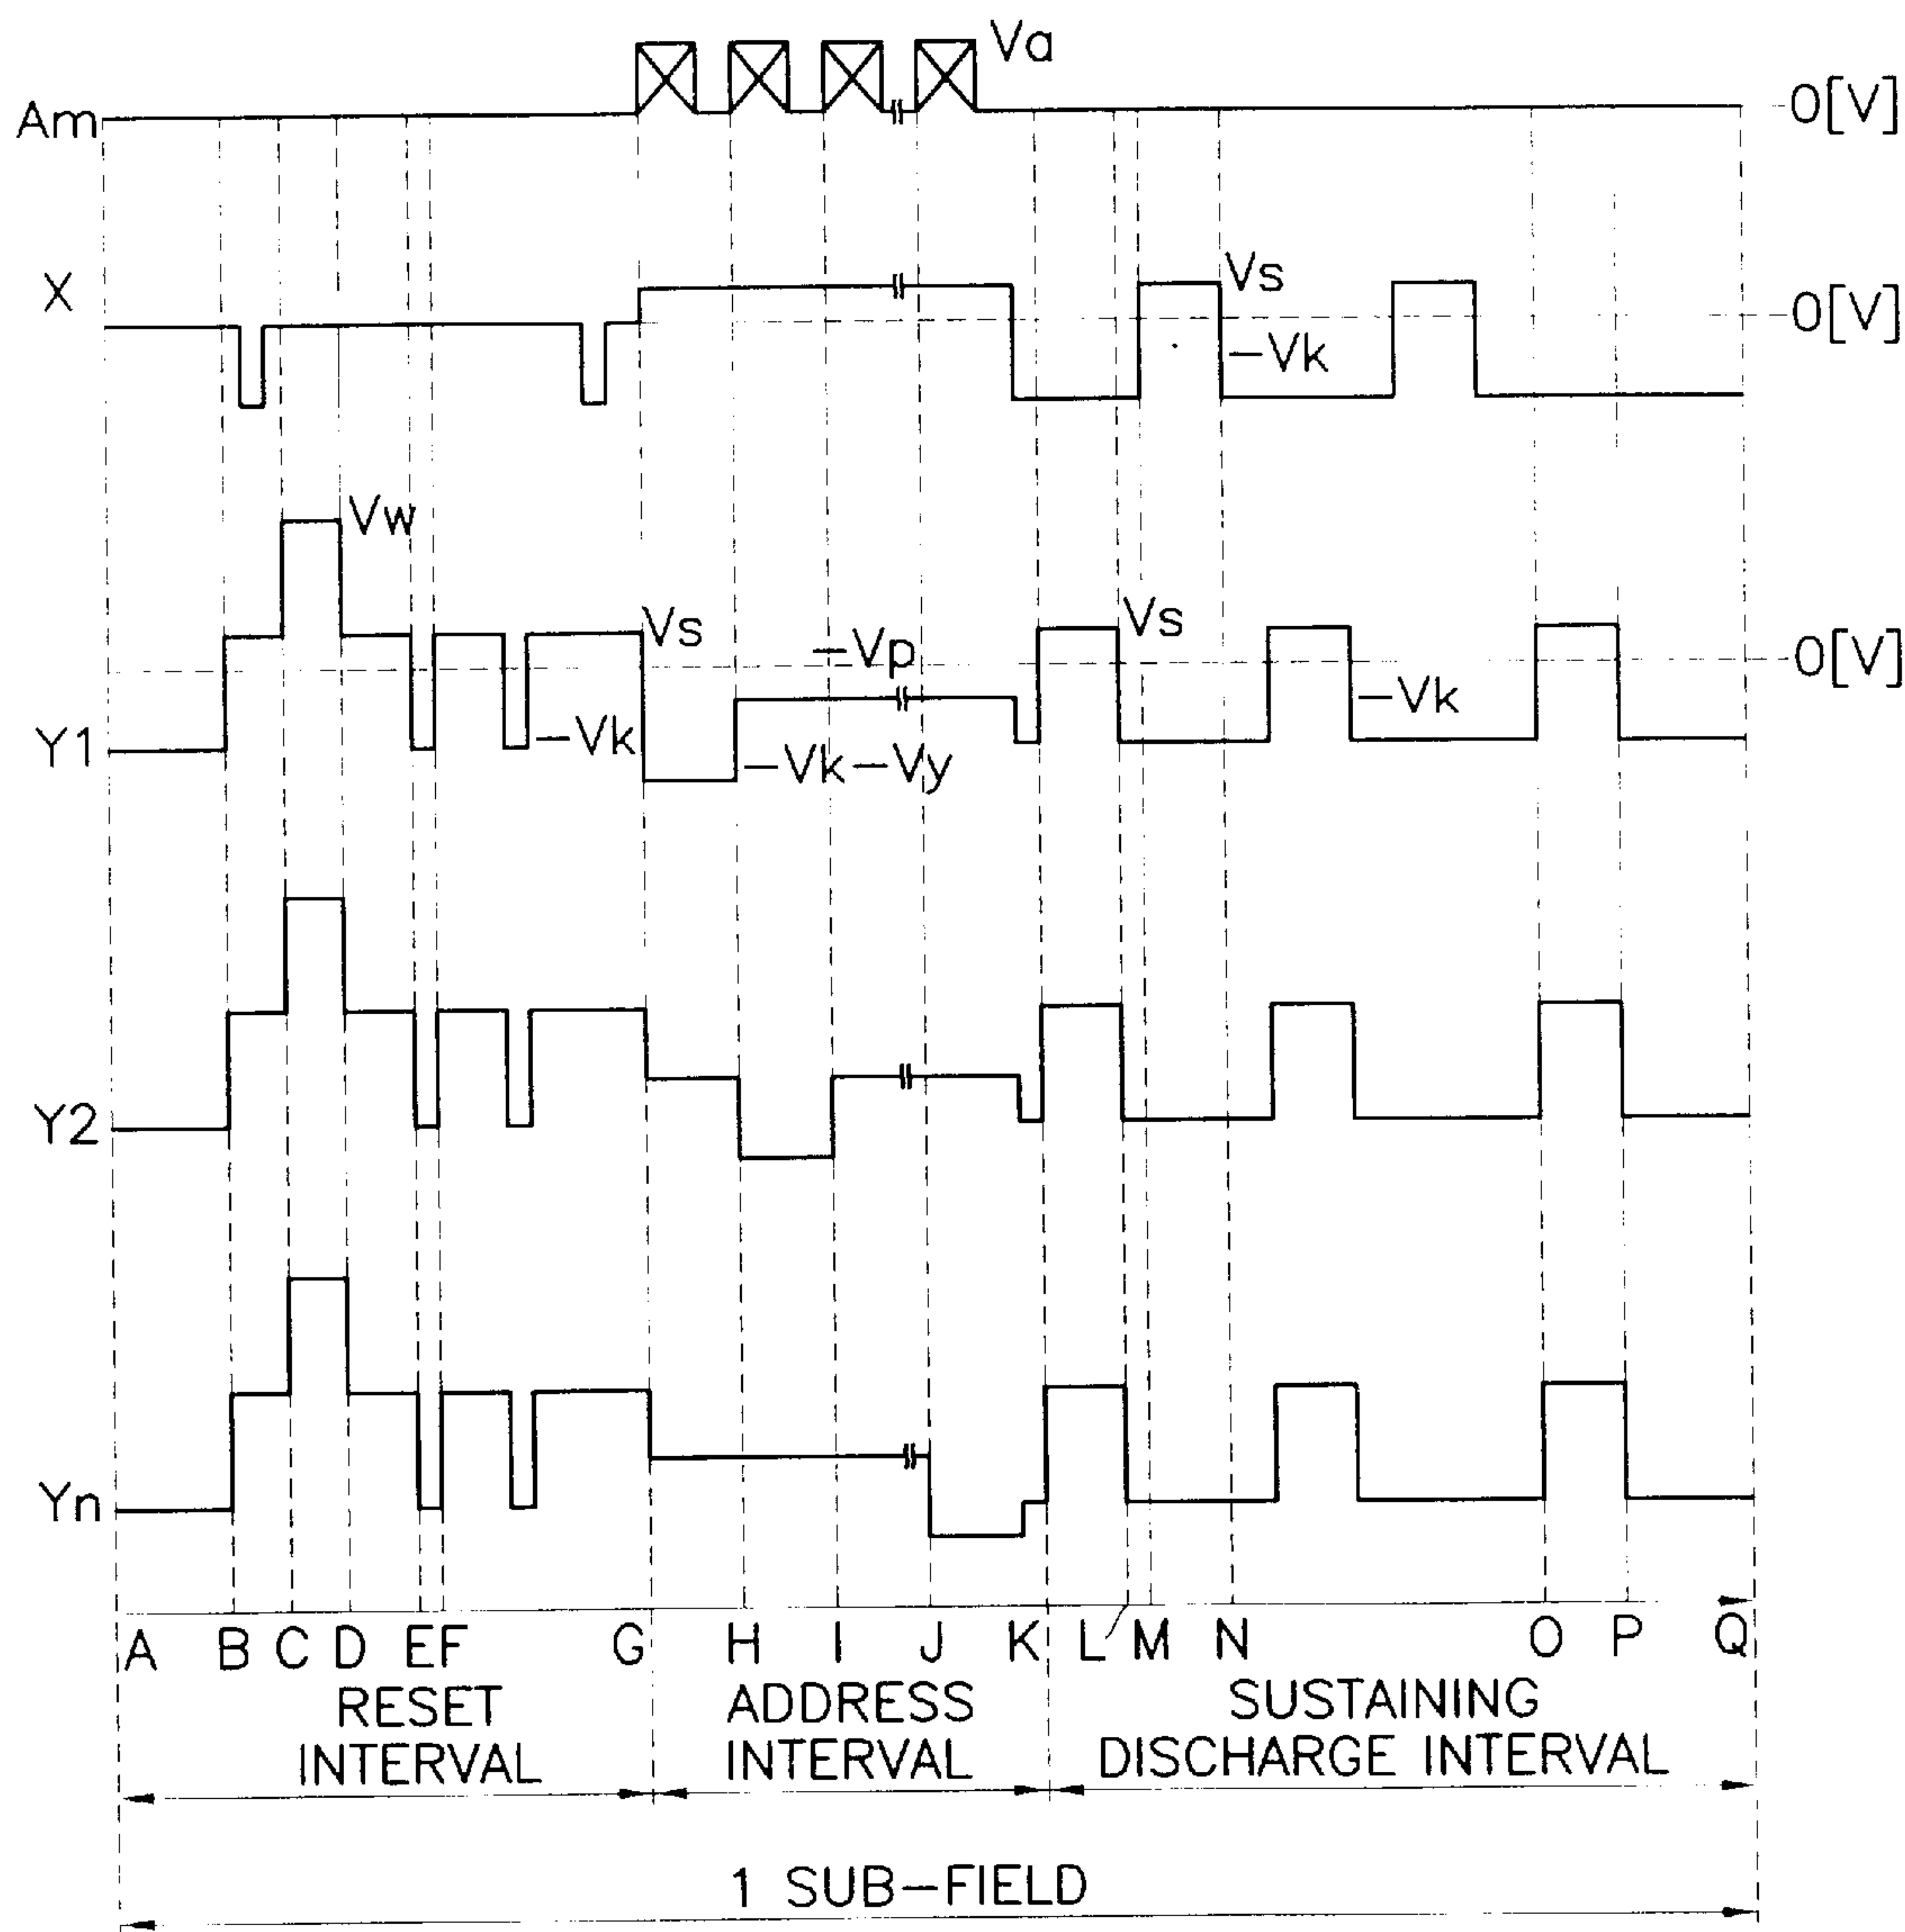 Va
Am
0[V]
X
Vs
0[V]
-Vk
Vw
Vs
-Vp
Vs
0[V]
-Vk
-Vk
Y1
-Vk-Vy
Y2
Yn
A B C D E F G H I J K L M N O P Q
RESET INTERVAL
ADDRESS INTERVAL
SUSTAINING DISCHARGE INTERVAL
1 SUB-FIELD